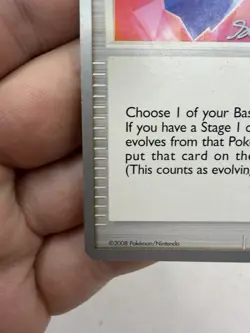 Choose 1 of your Bas
If you have a Stage 1 c
evolves from that Poké
put that card on the
(This counts as evolving
©2008 Pokémon/Nintendo